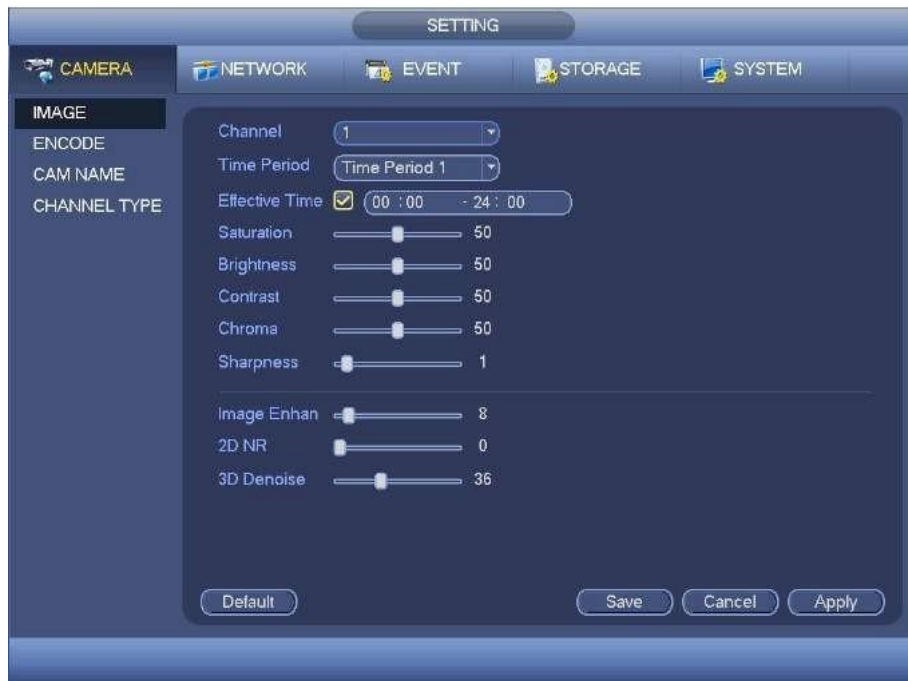 SETTING
CAMERA NETWORK EVENT STORAGE SYSTEM
IMAGE
ENCODE
CAM NAME
CHANNEL TYPE
Channel 1
Time Period Time Period 1
Effective Time 00 :00 - 24 : 00
Saturation 50
Brightness 50
Contrast 50
Chroma 50
Sharpness 1
Image Enhan 8
2D NR 0
3D Denoise 36
Default Save Cancel Apply